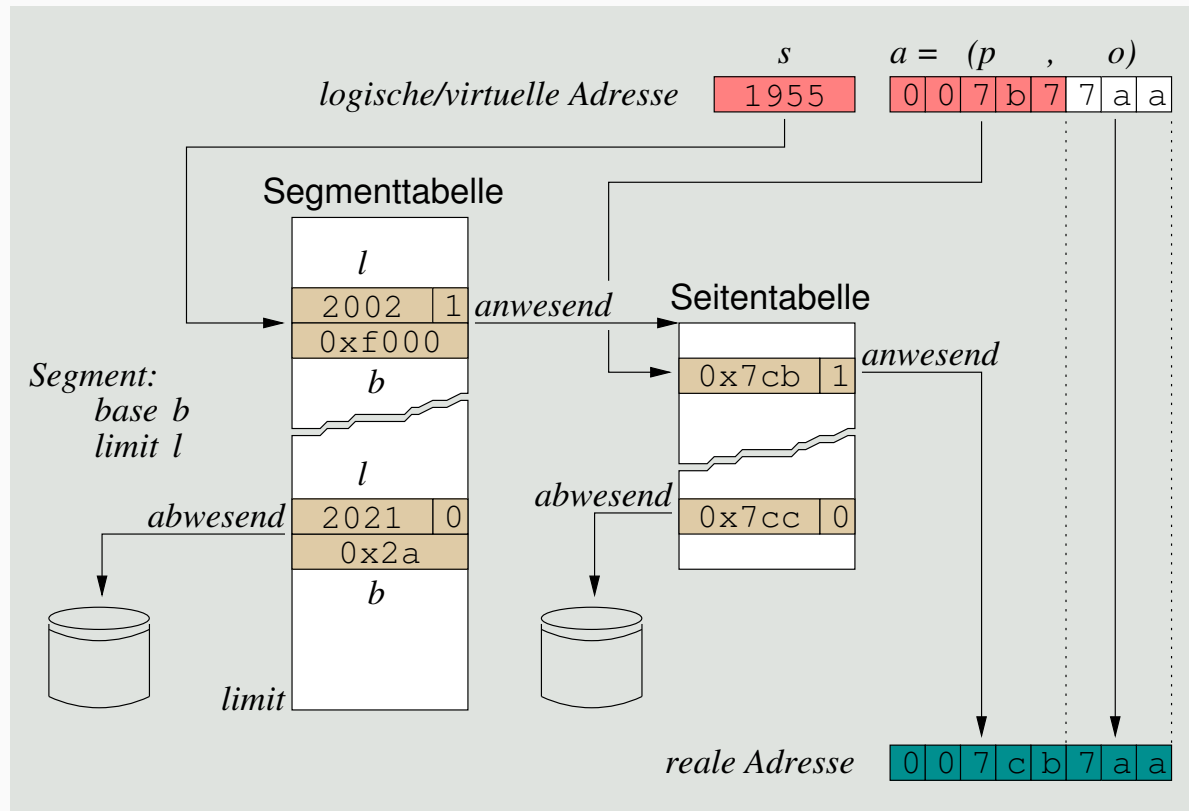 s a = (p , o)
logische/virtuelle Adresse 1955 0 0 7 b 7 7 a a
Segmenttabelle
l
2002 1 anwesend
Seitentabelle
0xf000
anwesend
0x7cb 1
Segment:
base b
limit l
b
l
abwesend
2021 0
abwesend
0x7cc 0
0x2a
b
limit
reale Adresse 0 0 7 c b 7 a a